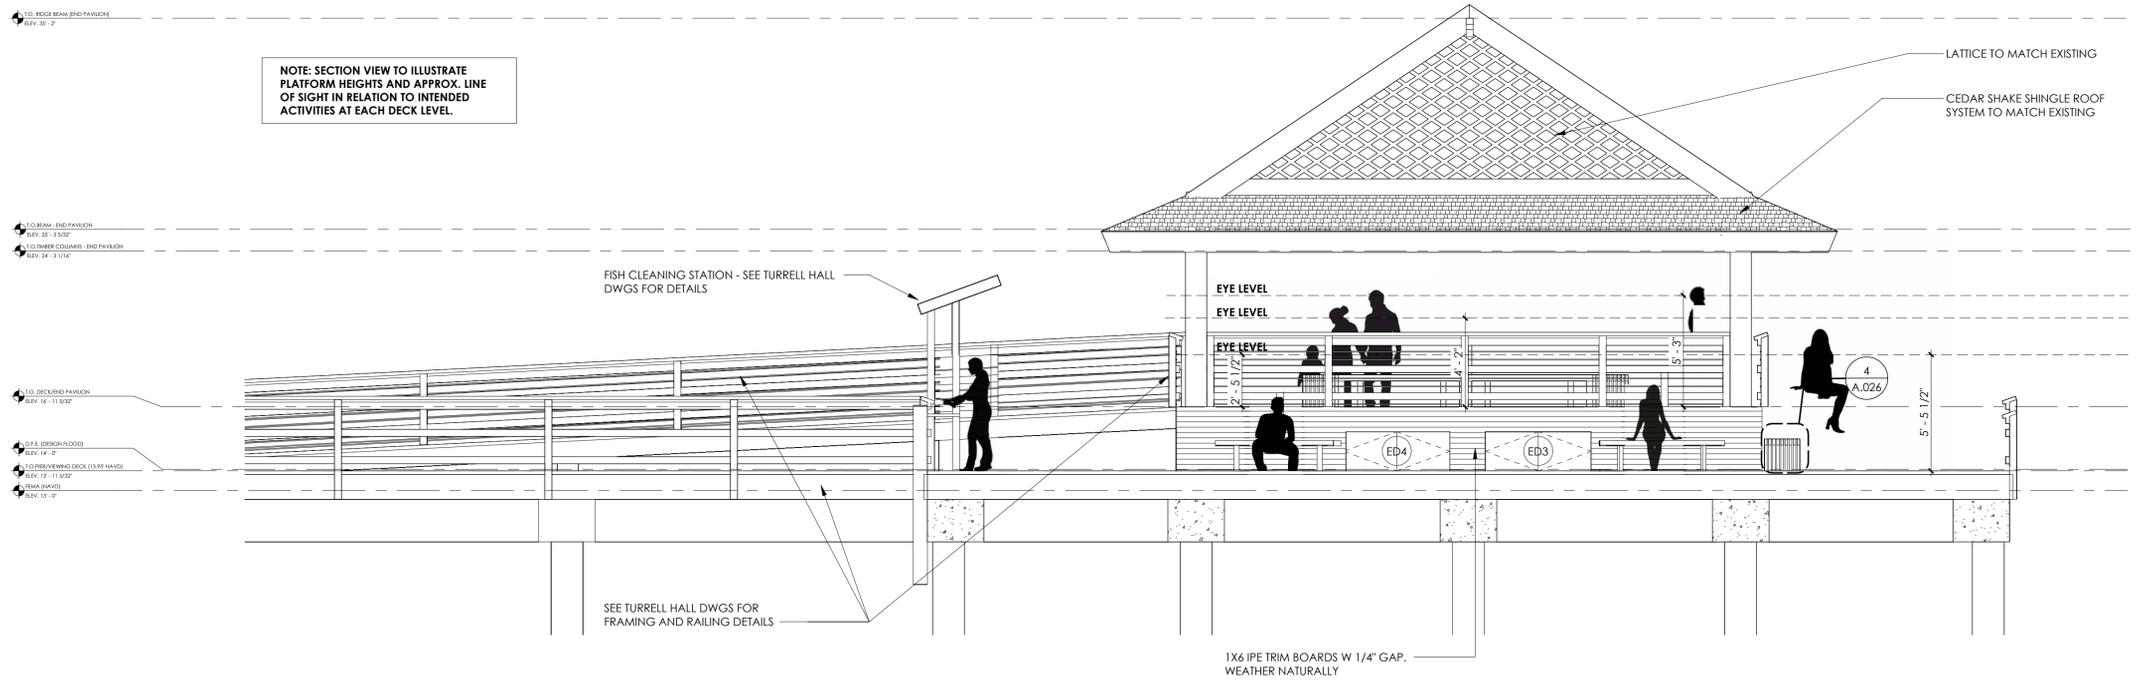 T.O. RIDGE BEAM (END PAVILION)
ELEV. 35' - 2"
NOTE: SECTION VIEW TO ILLUSTRATE
PLATFORM HEIGHTS AND APPROX. LINE
OF SIGHT IN RELATION TO INTENDED
ACTIVITIES AT EACH DECK LEVEL.
LATTICE TO MATCH EXISTING
CEDAR SHAKE SHINGLE ROOF
SYSTEM TO MATCH EXISTING
T.O.BEAM - END PAVILION
ELEV. 25' - 3 5/32"
T.O.TIMBER COLUMNS - END PAVILION
ELEV. 24' - 3 1/16"
FISH CLEANING STATION - SEE TURRELL HALL
DWGS FOR DETAILS
EYE LEVEL
EYE LEVEL
EYE LEVEL
2' - 5 1/2"
4' - 2"
5' - 3"
4
A.026
5' - 5 1/2"
T.O. DECK/END PAVILION
ELEV. 16' - 11 5/32"
D.F.E. (DESIGN FLOOD)
ELEV. 14' - 0"
T.O.PIER/VIEWING DECK (13.93' NAVD)
ELEV. 13' - 11 5/32"
FEMA (NAVD)
ELEV. 13' - 0"
ED4
ED3
SEE TURRELL HALL DWGS FOR
FRAMING AND RAILING DETAILS
1X6 IPE TRIM BOARDS W 1/4" GAP.
WEATHER NATURALLY